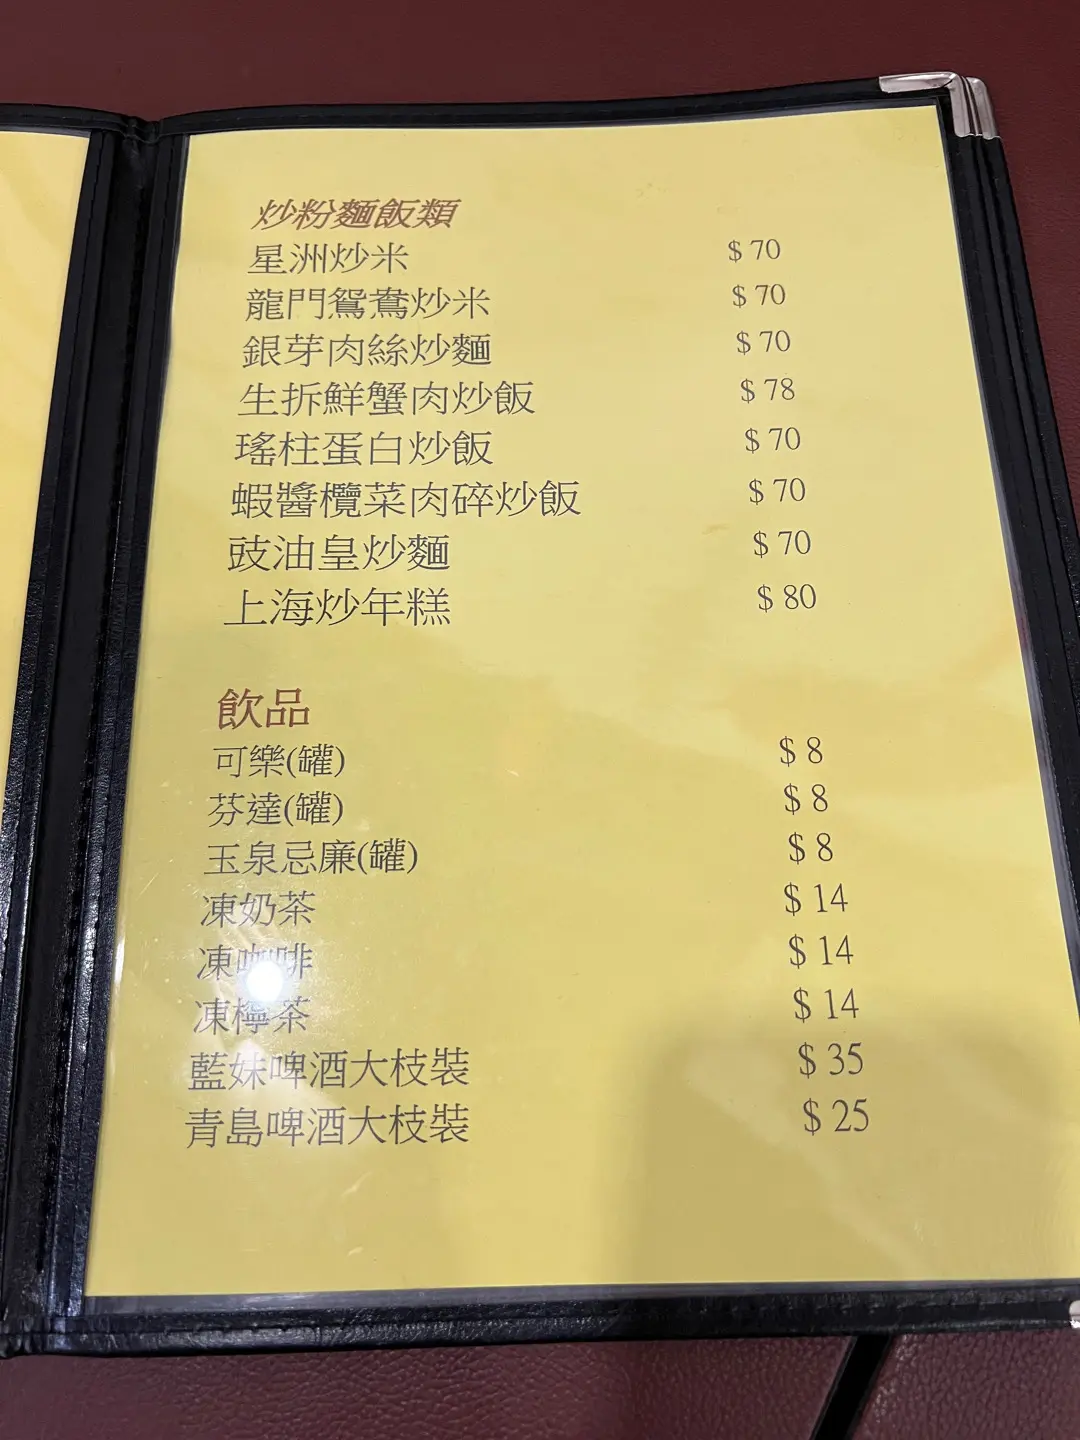 炒粉麵飯類
星洲炒米 $ 70
龍門鴛鴦炒米 $ 70
銀芽肉絲炒麵 $ 70
生拆鮮蟹肉炒飯 $ 78
瑤柱蛋白炒飯 $ 70
蝦醬欖菜肉碎炒飯 $ 70
豉油皇炒麵 $ 70
上海炒年糕 $ 80
飲品
可樂(罐) $ 8
芬達(罐) $ 8
玉泉忌廉(罐) $ 8
凍奶茶 $ 14
凍咖啡 $ 14
凍檸茶 $ 14
藍妹啤酒大枝裝 $ 35
青島啤酒大枝裝 $ 25